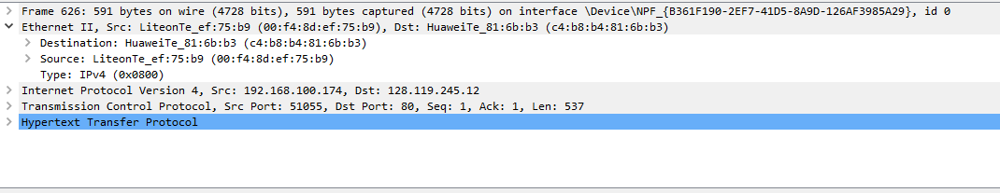 Frame 626: 591 bytes on wire (4728 bits), 591 bytes captured (4728 bits) on interface \Device\NPF_{B361F190-2EF7-41D5-8A9D-126AF3985A29}, id 0
Ethernet II, Src: LiteonTe_ef:75:b9 (00:f4:8d:ef:75:b9), Dst: HuaweiTe_81:6b:b3 (c4:b8:b4:81:6b:b3)
Destination: HuaweiTe_81:6b:b3 (c4:b8:b4:81:6b:b3)
Source: LiteonTe_ef:75:b9 (00:f4:8d:ef:75:b9)
Type: IPv4 (0x0800)
Internet Protocol Version 4, Src: 192.168.100.174, Dst: 128.119.245.12
Transmission Control Protocol, Src Port: 51055, Dst Port: 80, Seq: 1, Ack: 1, Len: 537
Hypertext Transfer Protocol